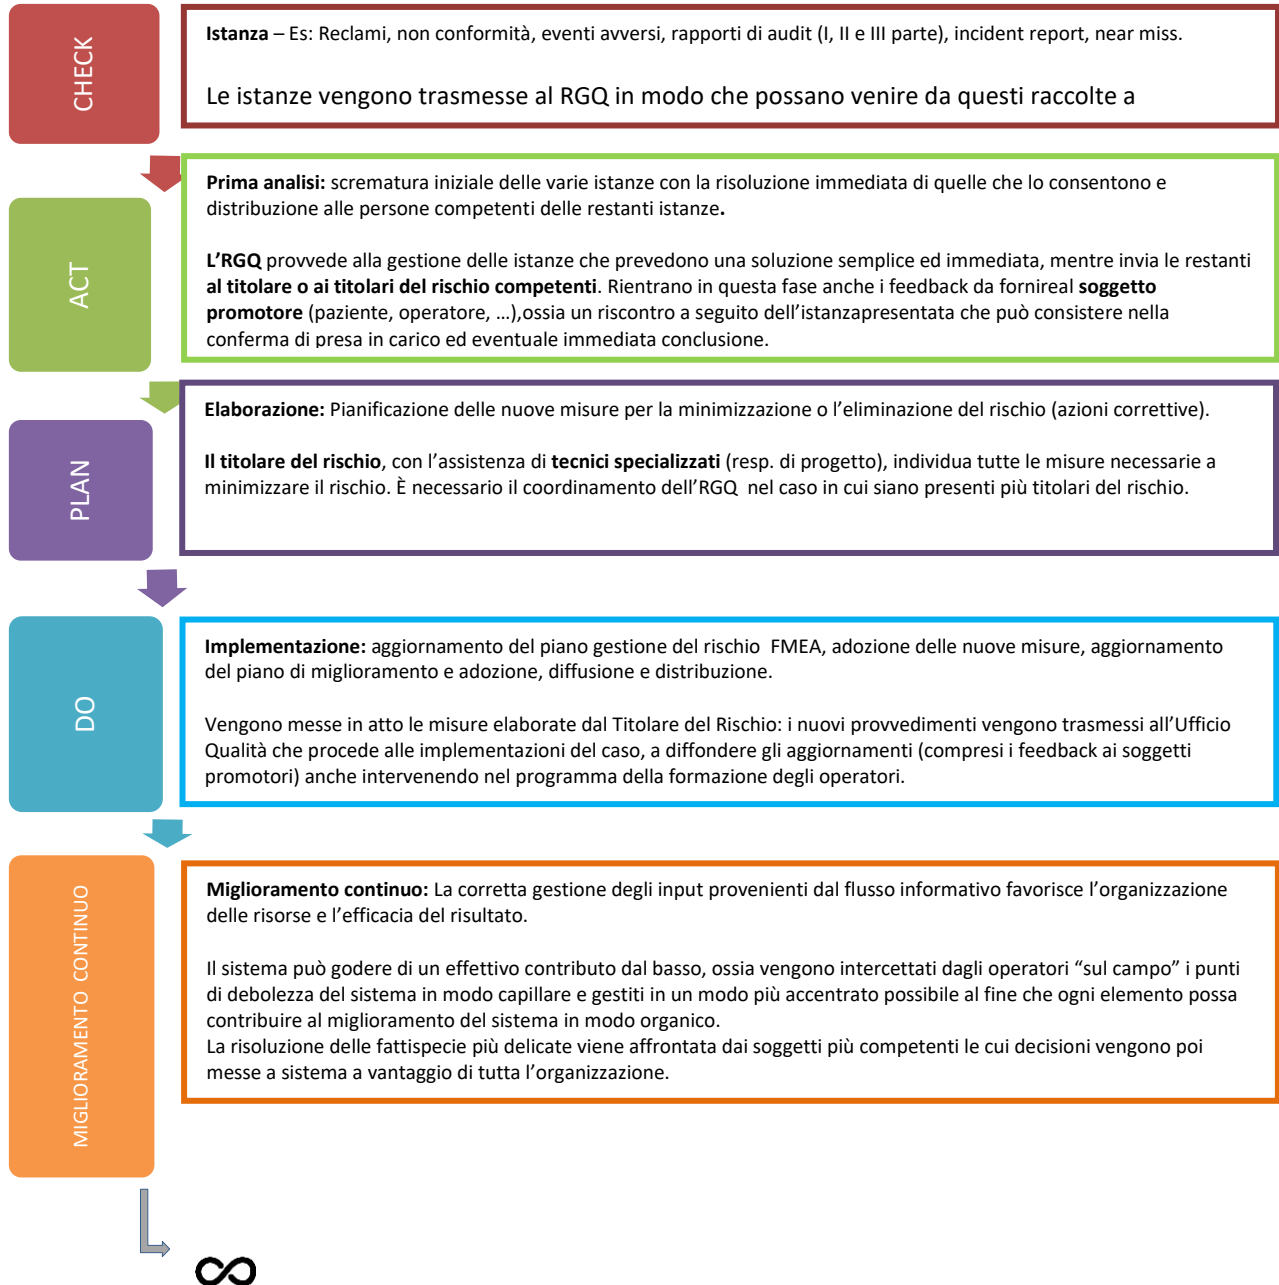 CHECK
Istanza – Es: Reclami, non conformità, eventi avversi, rapporti di audit (I, II e III parte), incident report, near miss.
Le istanze vengono trasmesse al RGQ in modo che possano venire da questi raccolte a
ACT
Prima analisi: scrematura iniziale delle varie istanze con la risoluzione immediata di quelle che lo consentono e
distribuzione alle persone competenti delle restanti istanze.
L’RGQ provvede alla gestione delle istanze che prevedono una soluzione semplice ed immediata, mentre invia le restanti
al titolare o ai titolari del rischio competenti. Rientrano in questa fase anche i feedback da fornireal soggetto
promotore (paziente, operatore, …),ossia un riscontro a seguito dell’istanzapresentata che può consistere nella
conferma di presa in carico ed eventuale immediata conclusione.
PLAN
Elaborazione: Pianificazione delle nuove misure per la minimizzazione o l’eliminazione del rischio (azioni correttive).
Il titolare del rischio, con l’assistenza di tecnici specializzati (resp. di progetto), individua tutte le misure necessarie a
minimizzare il rischio. È necessario il coordinamento dell’RGQ nel caso in cui siano presenti più titolari del rischio.
DO
Implementazione: aggiornamento del piano gestione del rischio FMEA, adozione delle nuove misure, aggiornamento
del piano di miglioramento e adozione, diffusione e distribuzione.
Vengono messe in atto le misure elaborate dal Titolare del Rischio: i nuovi provvedimenti vengono trasmessi all’Ufficio
Qualità che procede alle implementazioni del caso, a diffondere gli aggiornamenti (compresi i feedback ai soggetti
promotori) anche intervenendo nel programma della formazione degli operatori.
MIGLIORAMENTO CONTINUO
Miglioramento continuo: La corretta gestione degli input provenienti dal flusso informativo favorisce l’organizzazione
delle risorse e l’efficacia del risultato.
Il sistema può godere di un effettivo contributo dal basso, ossia vengono intercettati dagli operatori “sul campo” i punti
di debolezza del sistema in modo capillare e gestiti in un modo più accentrato possibile al fine che ogni elemento possa
contribuire al miglioramento del sistema in modo organico.
La risoluzione delle fattispecie più delicate viene affrontata dai soggetti più competenti le cui decisioni vengono poi
messe a sistema a vantaggio di tutta l’organizzazione.
∞